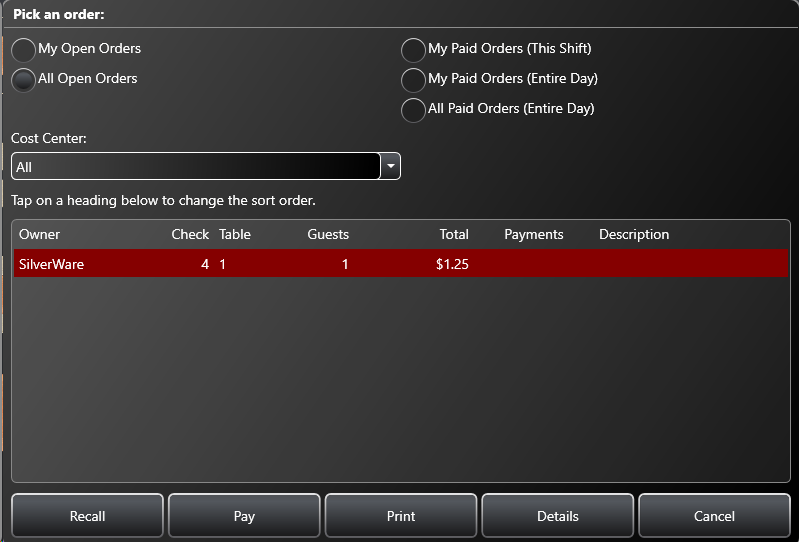 Pick an order:
My Open Orders
My Paid Orders (This Shift)
All Open Orders
My Paid Orders (Entire Day)
All Paid Orders (Entire Day)
Cost Center:
All
Tap on a heading below to change the sort order.
Owner Check Table Guests Total Payments Description
SilverWare 4 1 1 $1.25
Recall Pay Print Details Cancel